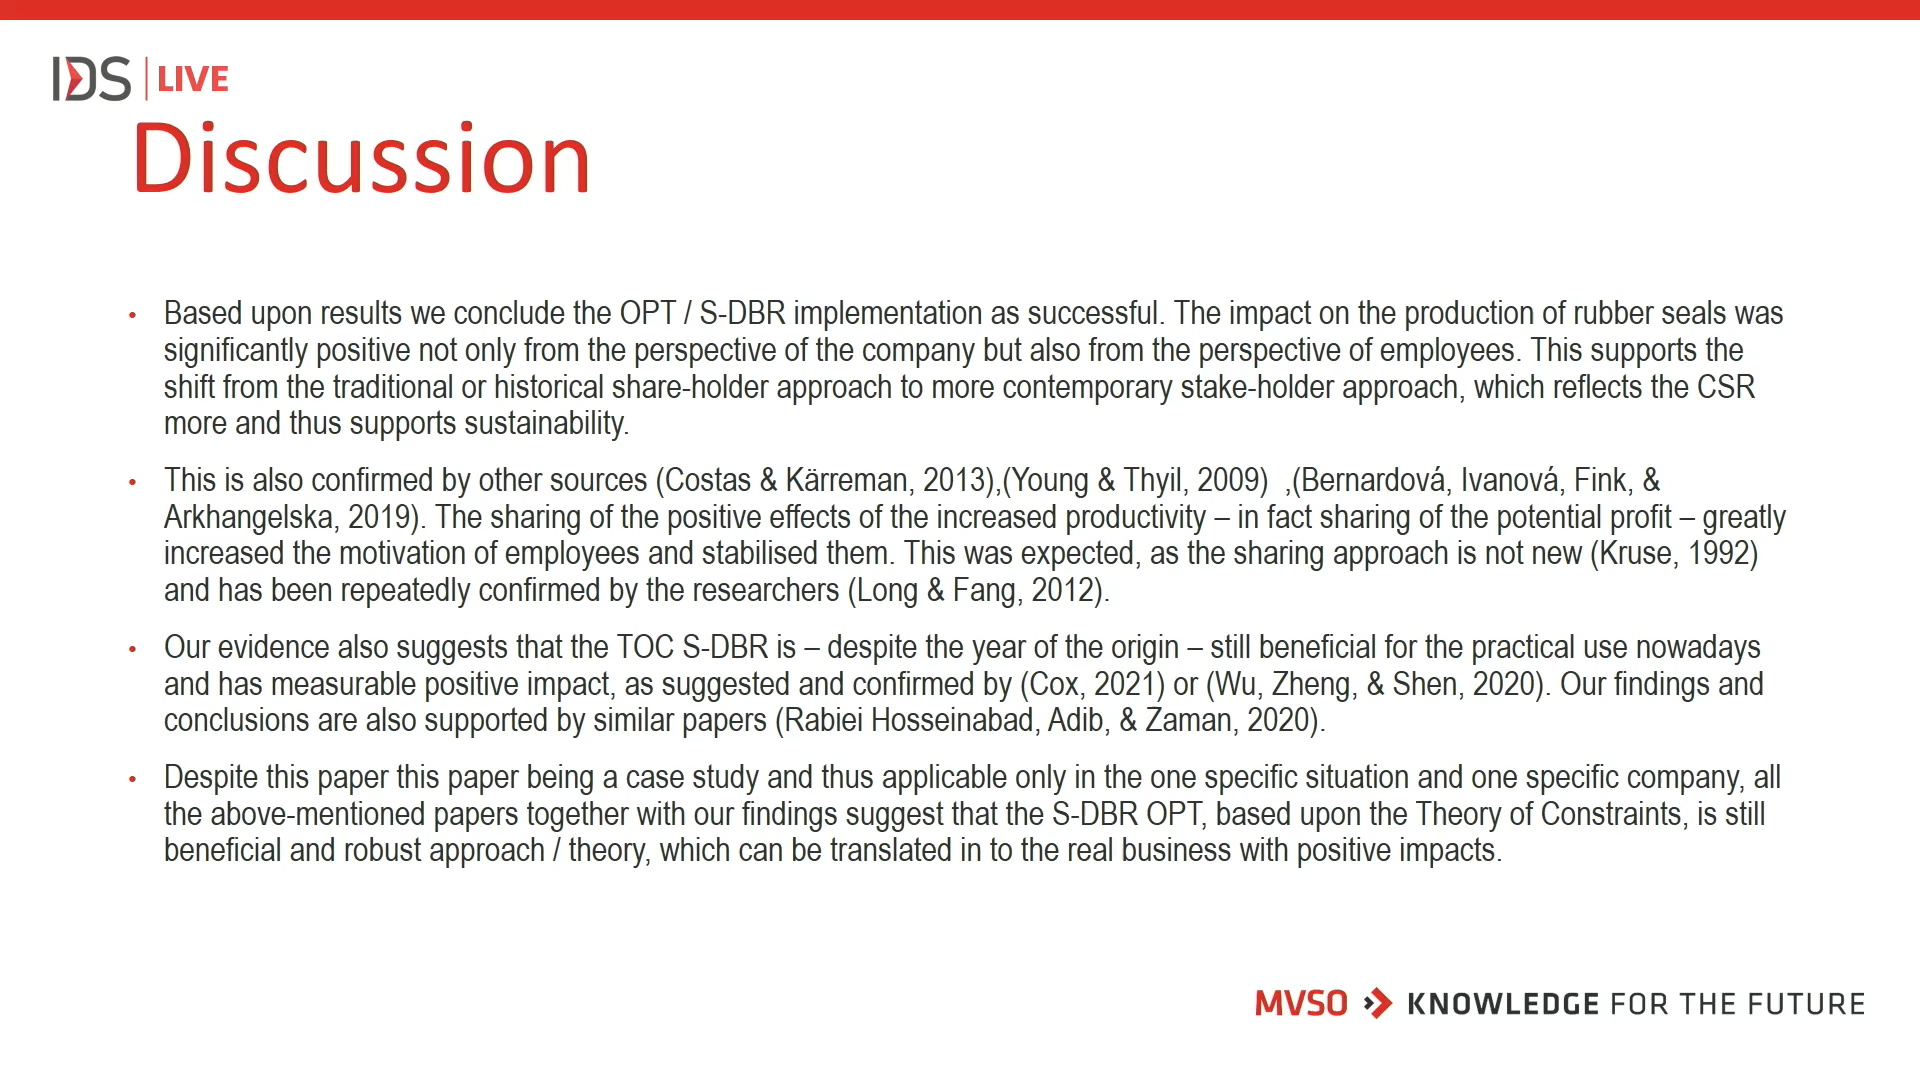 IDS | LIVE
Discussion
• Based upon results we conclude the OPT / S-DBR implementation as successful. The impact on the production of rubber seals was
significantly positive not only from the perspective of the company but also from the perspective of employees. This supports the
shift from the traditional or historical share-holder approach to more contemporary stake-holder approach, which reflects the CSR
more and thus supports sustainability.
• This is also confirmed by other sources (Costas & Kärreman, 2013),(Young & Thyil, 2009)  ,(Bernardová, Ivanová, Fink, &
Arkhangelska, 2019). The sharing of the positive effects of the increased productivity – in fact sharing of the potential profit – greatly
increased the motivation of employees and stabilised them. This was expected, as the sharing approach is not new (Kruse, 1992)
and has been repeatedly confirmed by the researchers (Long & Fang, 2012).
• Our evidence also suggests that the TOC S-DBR is – despite the year of the origin – still beneficial for the practical use nowadays
and has measurable positive impact, as suggested and confirmed by (Cox, 2021) or (Wu, Zheng, & Shen, 2020). Our findings and
conclusions are also supported by similar papers (Rabiei Hosseinabad, Adib, & Zaman, 2020).
• Despite this paper this paper being a case study and thus applicable only in the one specific situation and one specific company, all
the above-mentioned papers together with our findings suggest that the S-DBR OPT, based upon the Theory of Constraints, is still
beneficial and robust approach / theory, which can be translated in to the real business with positive impacts.
MVSO KNOWLEDGE FOR THE FUTURE